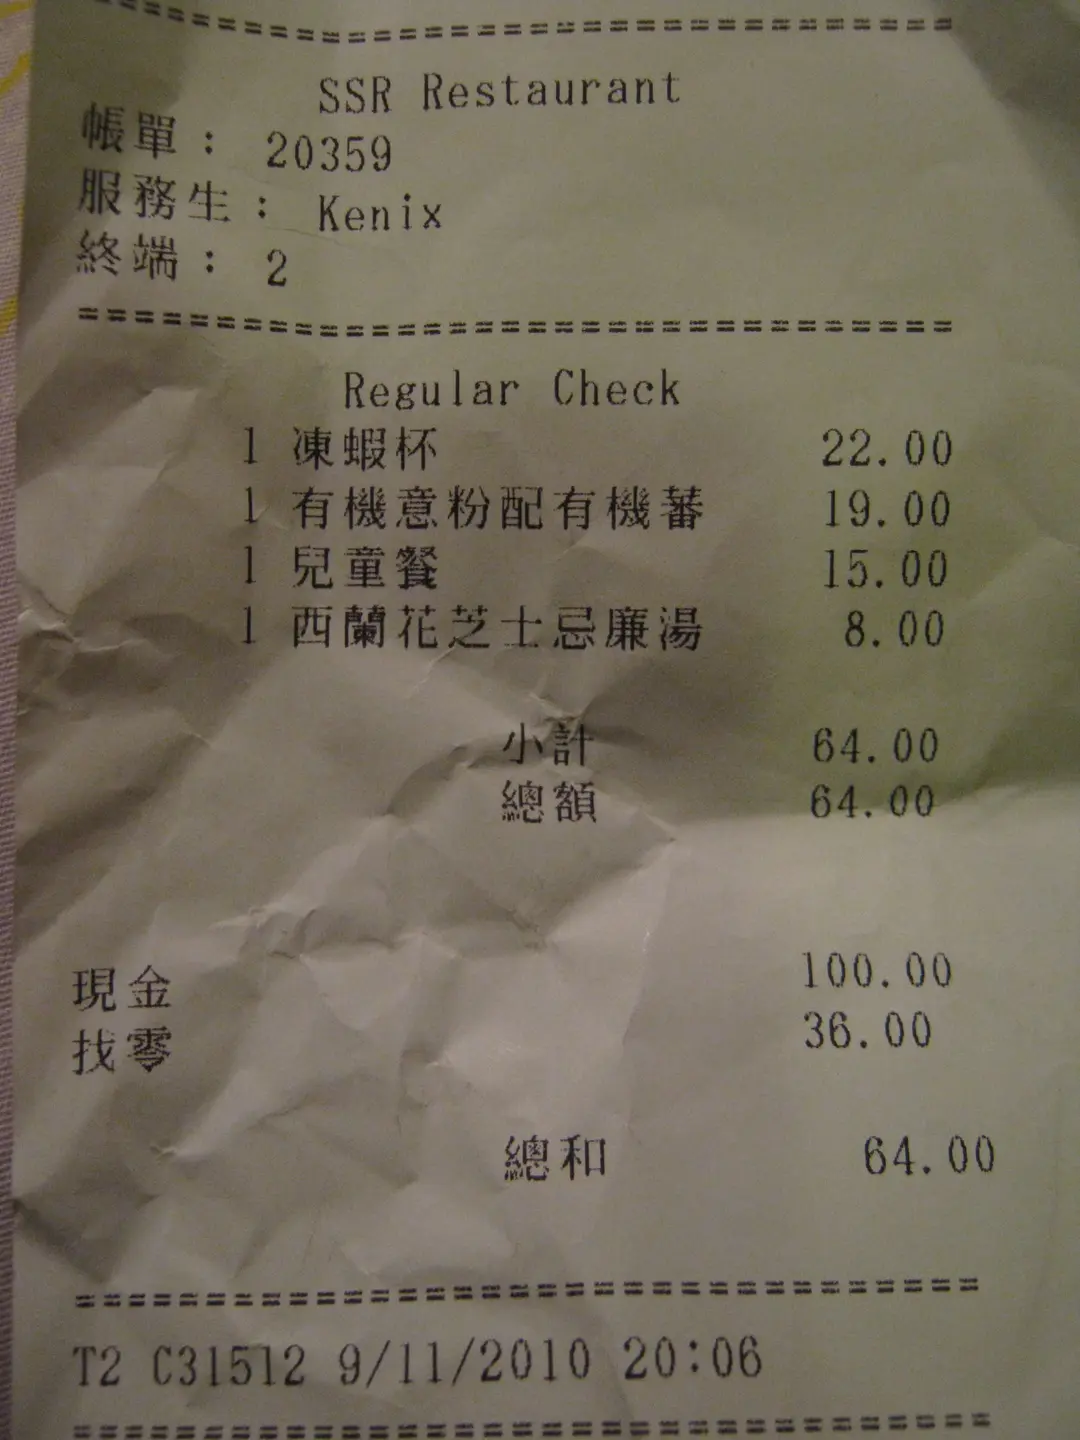 ==================================
SSR Restaurant
帳單： 20359
服務生： Kenix
終端： 2
==================================
Regular Check
1 凍蝦杯 22.00
1 有機意粉配有機蕃 19.00
1 兒童餐 15.00
1 西蘭花芝士忌廉湯 8.00
小計 64.00
總額 64.00
現金 100.00
找零 36.00
總和 64.00
==================================
T2 C31512 9/11/2010 20:06
==================================